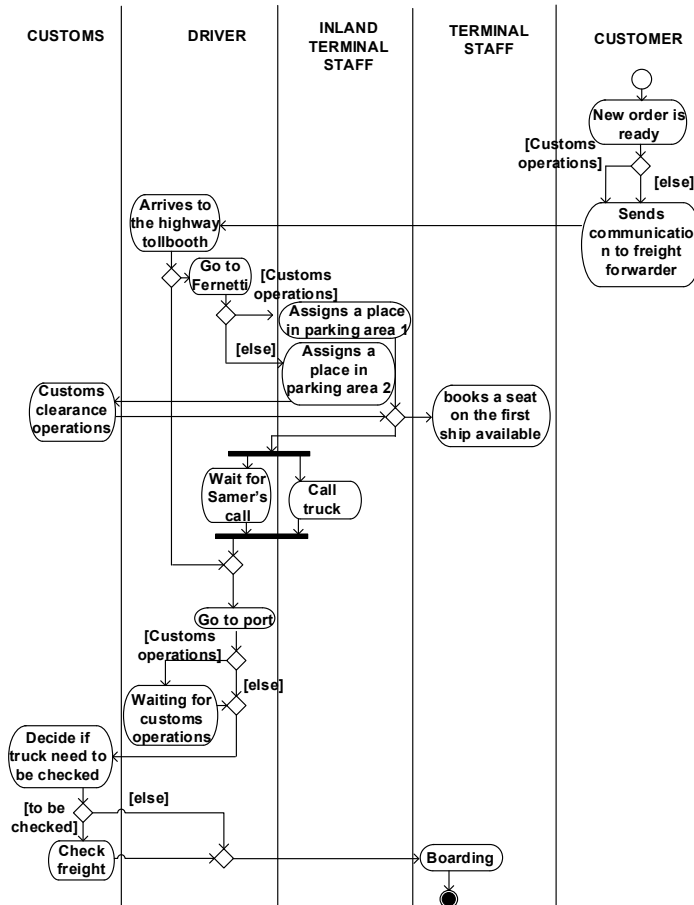 CUSTOMS
DRIVER
INLAND
TERMINAL
STAFF
TERMINAL
STAFF
CUSTOMER
New order is
ready
[Customs
operations]
[else]
Sends
communicatio
n to freight
forwarder
Arrives to
the highway
tollbooth
Go to
Fernetti
[Customs
operations]
Assigns a place
in parking area 1
[else]
Assigns a
place in
parking area 2
Customs
clearance
operations
books a seat
on the first
ship available
Wait for
Samer's
call
Call
truck
Go to port
[Customs
operations]
[else]
Waiting for
customs
operations
Decide if
truck need to
be checked
[to be
checked]
[else]
Check
freight
Boarding